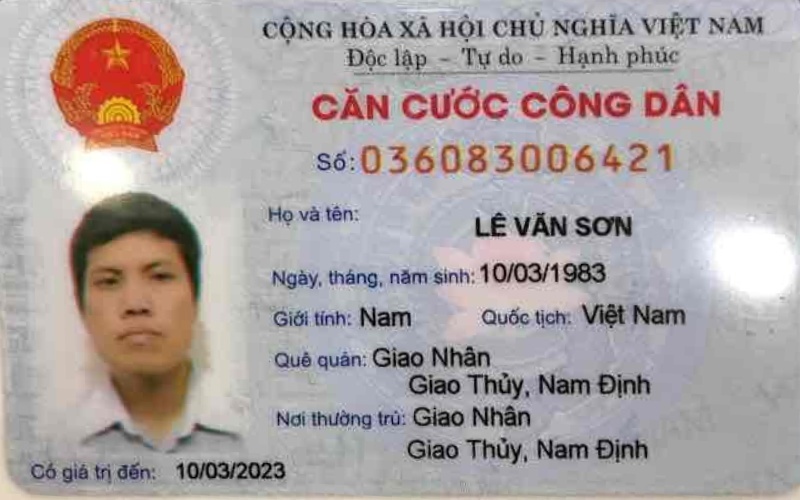 CỘNG HÒA XÃ HỘI CHỦ NGHĨA VIỆT NAM
Độc lập – Tự do – Hạnh phúc
CĂN CƯỚC CÔNG DÂN
Số: 036083006421
Họ và tên: LÊ VĂN SƠN
Ngày, tháng, năm sinh: 10/03/1983
Giới tính: Nam Quốc tịch: Việt Nam
Quê quán: Giao Nhân
Giao Thủy, Nam Định
Nơi thường trú: Giao Nhân
Giao Thủy, Nam Định
Có giá trị đến: 10/03/2023